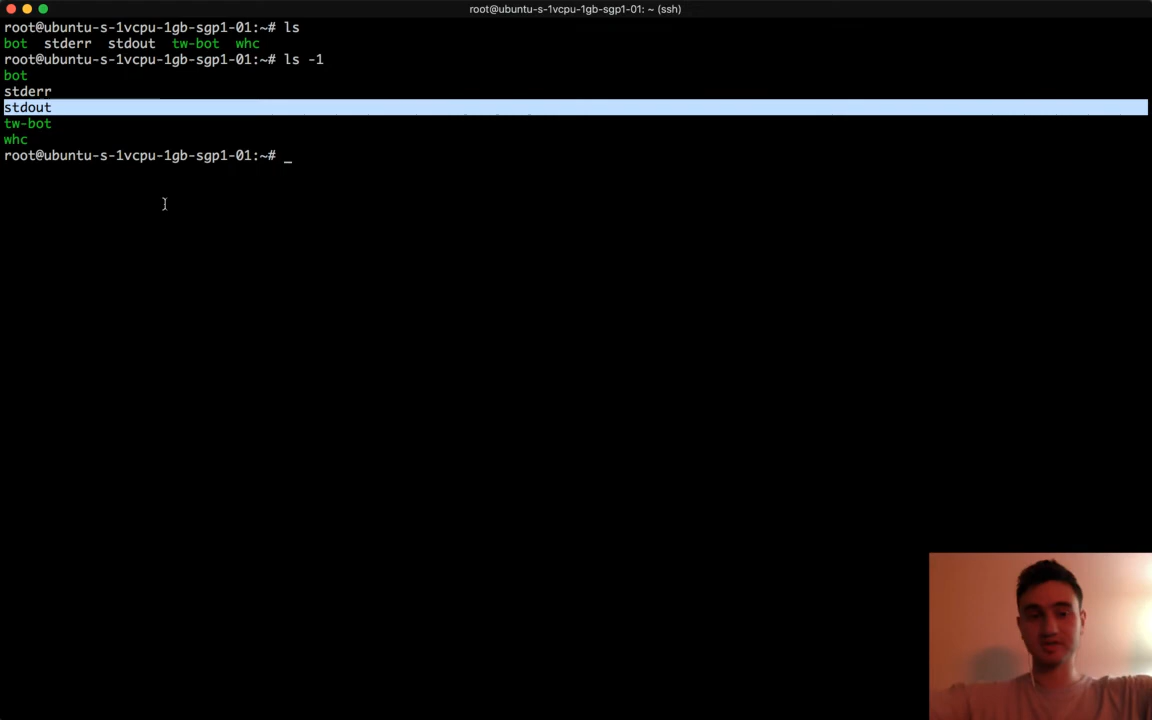 root@ubuntu-s-1vcpu-1gb-sgp1-01: ~ (ssh)
root@ubuntu-s-1vcpu-1gb-sgp1-01:~# ls
bot  stderr  stdout  tw-bot  whc
root@ubuntu-s-1vcpu-1gb-sgp1-01:~# ls -1
bot
stderr
stdout
tw-bot
whc
root@ubuntu-s-1vcpu-1gb-sgp1-01:~# _